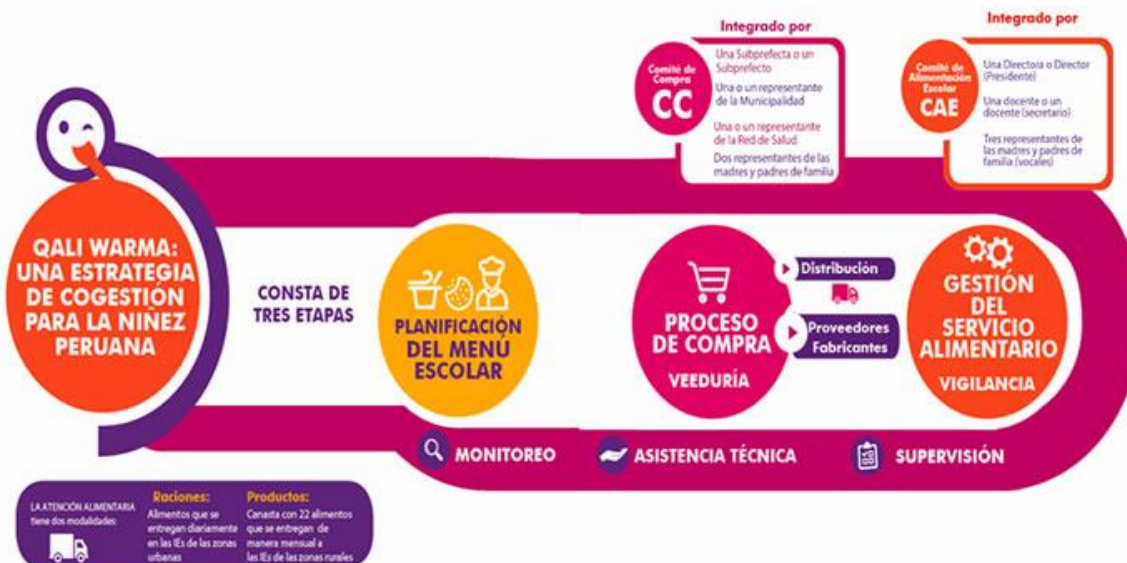 Integrado por
Comité de
Compra
CC
Una Subprefecta o un
Subprefecto
Una o un representante
de la Municipalidad
Una o un representante
de la Red de Salud
Dos representantes de las
madres y padres de familia
Integrado por
Comité de
Alimentación
Escolar
CAE
Una Directora o Director
(Presidente)
Una docente o un
docente (secretario)
Tres representantes de
las madres y padres de
familia (vocales)
QALI WARMA:
UNA ESTRATEGIA
DE COGESTIÓN
PARA LA NIÑEZ
PERUANA
CONSTA DE
TRES ETAPAS
PLANIFICACIÓN
DEL MENÚ
ESCOLAR
PROCESO
DE COMPRA
VEEDURÍA
Distribución
Proveedores
Fabricantes
GESTIÓN
DEL
SERVICIO
ALIMENTARIO
VIGILANCIA
MONITOREO
ASISTENCIA TÉCNICA
SUPERVISIÓN
LA ATENCIÓN ALIMENTARIA
tiene dos modalidades:
Raciones:
Alimentos que se
entregan diariamente
en las IEs de las zonas
urbanas
Productos:
Canasta con 22 alimentos
que se entregan de
manera mensual a
las IEs de las zonas rurales